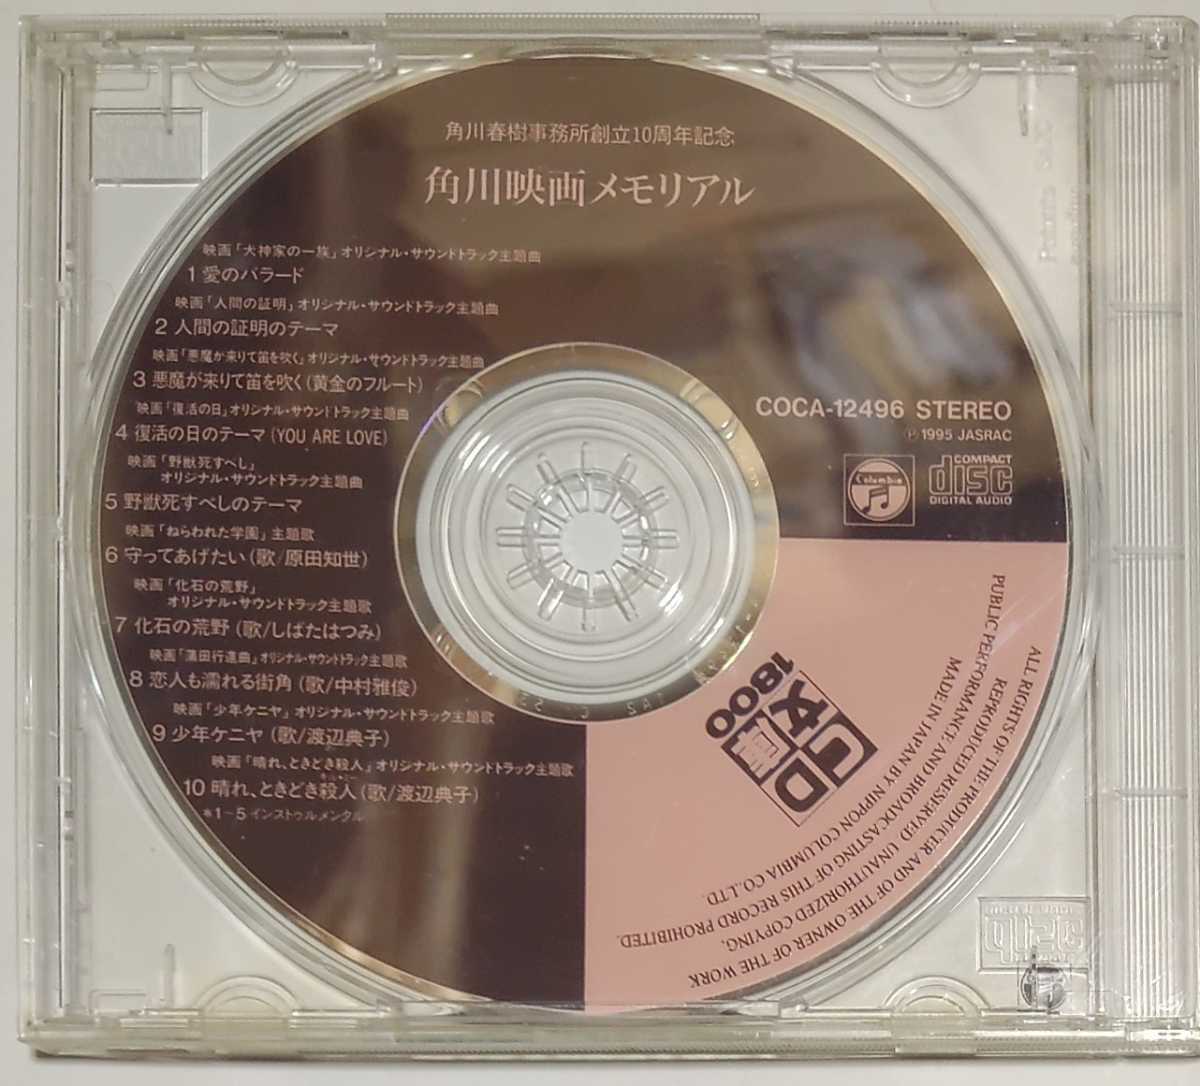 角川春樹事務所創立10周年記念
角川映画メモリアル
映画「犬神家の一族」オリジナル・サウンドトラック主題曲
1 愛のバラード
映画「人間の証明」オリジナル・サウンドトラック主題曲
2 人間の証明のテーマ
映画「悪魔が来りて笛を吹く」オリジナル・サウンドトラック主題曲
3 悪魔が来りて笛を吹く(黄金のフルート)
映画「復活の日」オリジナル・サウンドトラック主題曲
4 復活の日のテーマ(YOU ARE LOVE)
映画「野獣死すべし」
オリジナル・サウンドトラック主題曲
5 野獣死すべしのテーマ
映画「ねらわれた学園」主題歌
6 守ってあげたい(歌/原田知世)
映画「化石の荒野」
オリジナル・サウンドトラック主題歌
7 化石の荒野(歌/しばたはつみ)
映画「蒲田行進曲」オリジナル・サウンドトラック主題歌
8 恋人も濡れる街角(歌/中村雅俊)
映画「少年ケニヤ」オリジナル・サウンドトラック主題歌
9 少年ケニヤ(歌/渡辺典子)
映画「晴れ、ときどき殺人」オリジナル・サウンドトラック主題歌
キル・ミー
10 晴れ、ときどき殺人(歌/渡辺典子)
*1~5 インストゥルメンタル
COCA-12496 STEREO
Ⓟ 1995 JASRAC
Columbia
COMPACT
disc
DIGITAL AUDIO
1800
ALL RIGHTS OF THE PRODUCER AND OF THE OWNER OF THE WORK
REPRODUCED RESERVED UNAUTHORIZED COPYING,
PUBLIC PERFORMANCE AND BROADCASTING OF THIS RECORD PROHIBITED.
MADE IN JAPAN BY NIPPON COLUMBIA CO.,LTD.